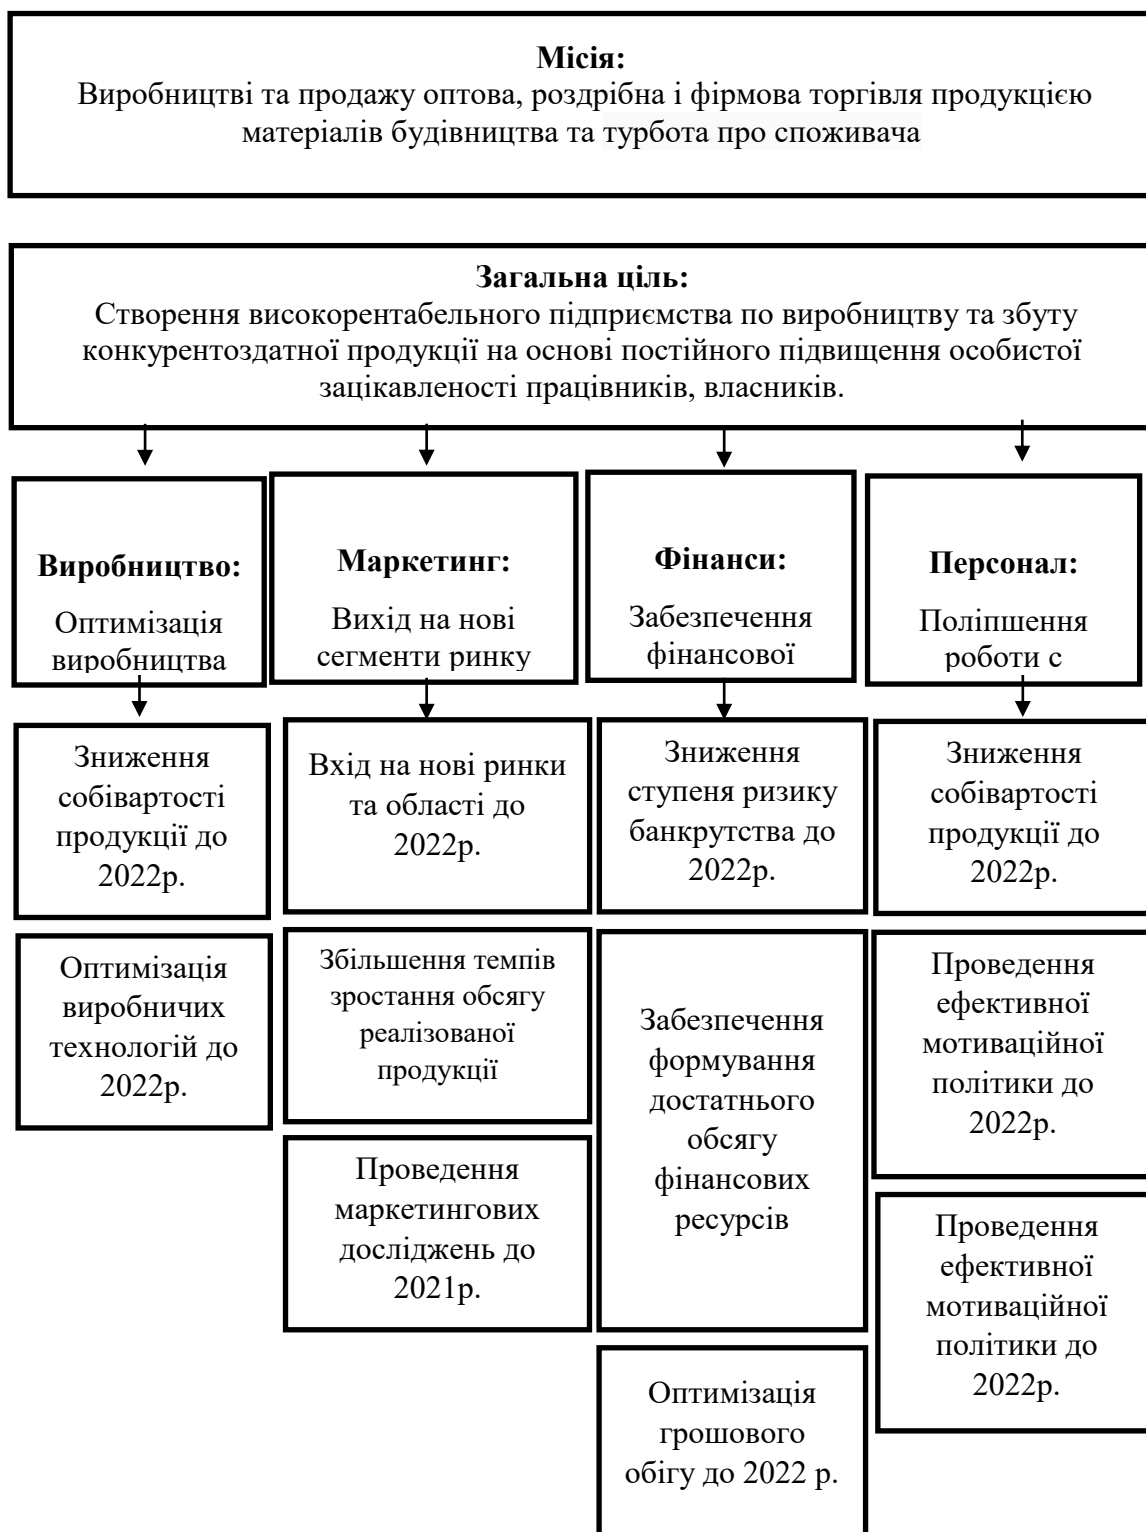 Місія:
Виробництві та продажу оптова, роздрібна і фірмова торгівля продукцією
матеріалів будівництва та турбота про споживача
Загальна ціль:
Створення високорентабельного підприємства по виробництву та збуту
конкурентоздатної продукції на основі постійного підвищення особистої
зацікавленості працівників, власників.
Виробництво:
Оптимізація
виробництва
Маркетинг:
Вихід на нові
сегменти ринку
Фінанси:
Забезпечення
фінансової
Персонал:
Поліпшення
роботи с
Зниження
собівартості
продукції до
2022р.
Вхід на нові ринки
та області до
2022р.
Зниження
ступеня ризику
банкрутства до
2022р.
Зниження
собівартості
продукції до
2022р.
Оптимізація
виробничих
технологій до
2022р.
Збільшення темпів
зростання обсягу
реалізованої
продукції
Забезпечення
формування
достатнього
обсягу
фінансових
ресурсів
Проведення
ефективної
мотиваційної
політики до
2022р.
Проведення
маркетингових
досліджень до
2021р.
Проведення
ефективної
мотиваційної
політики до
2022р.
Оптимізація
грошового
обігу до 2022 р.